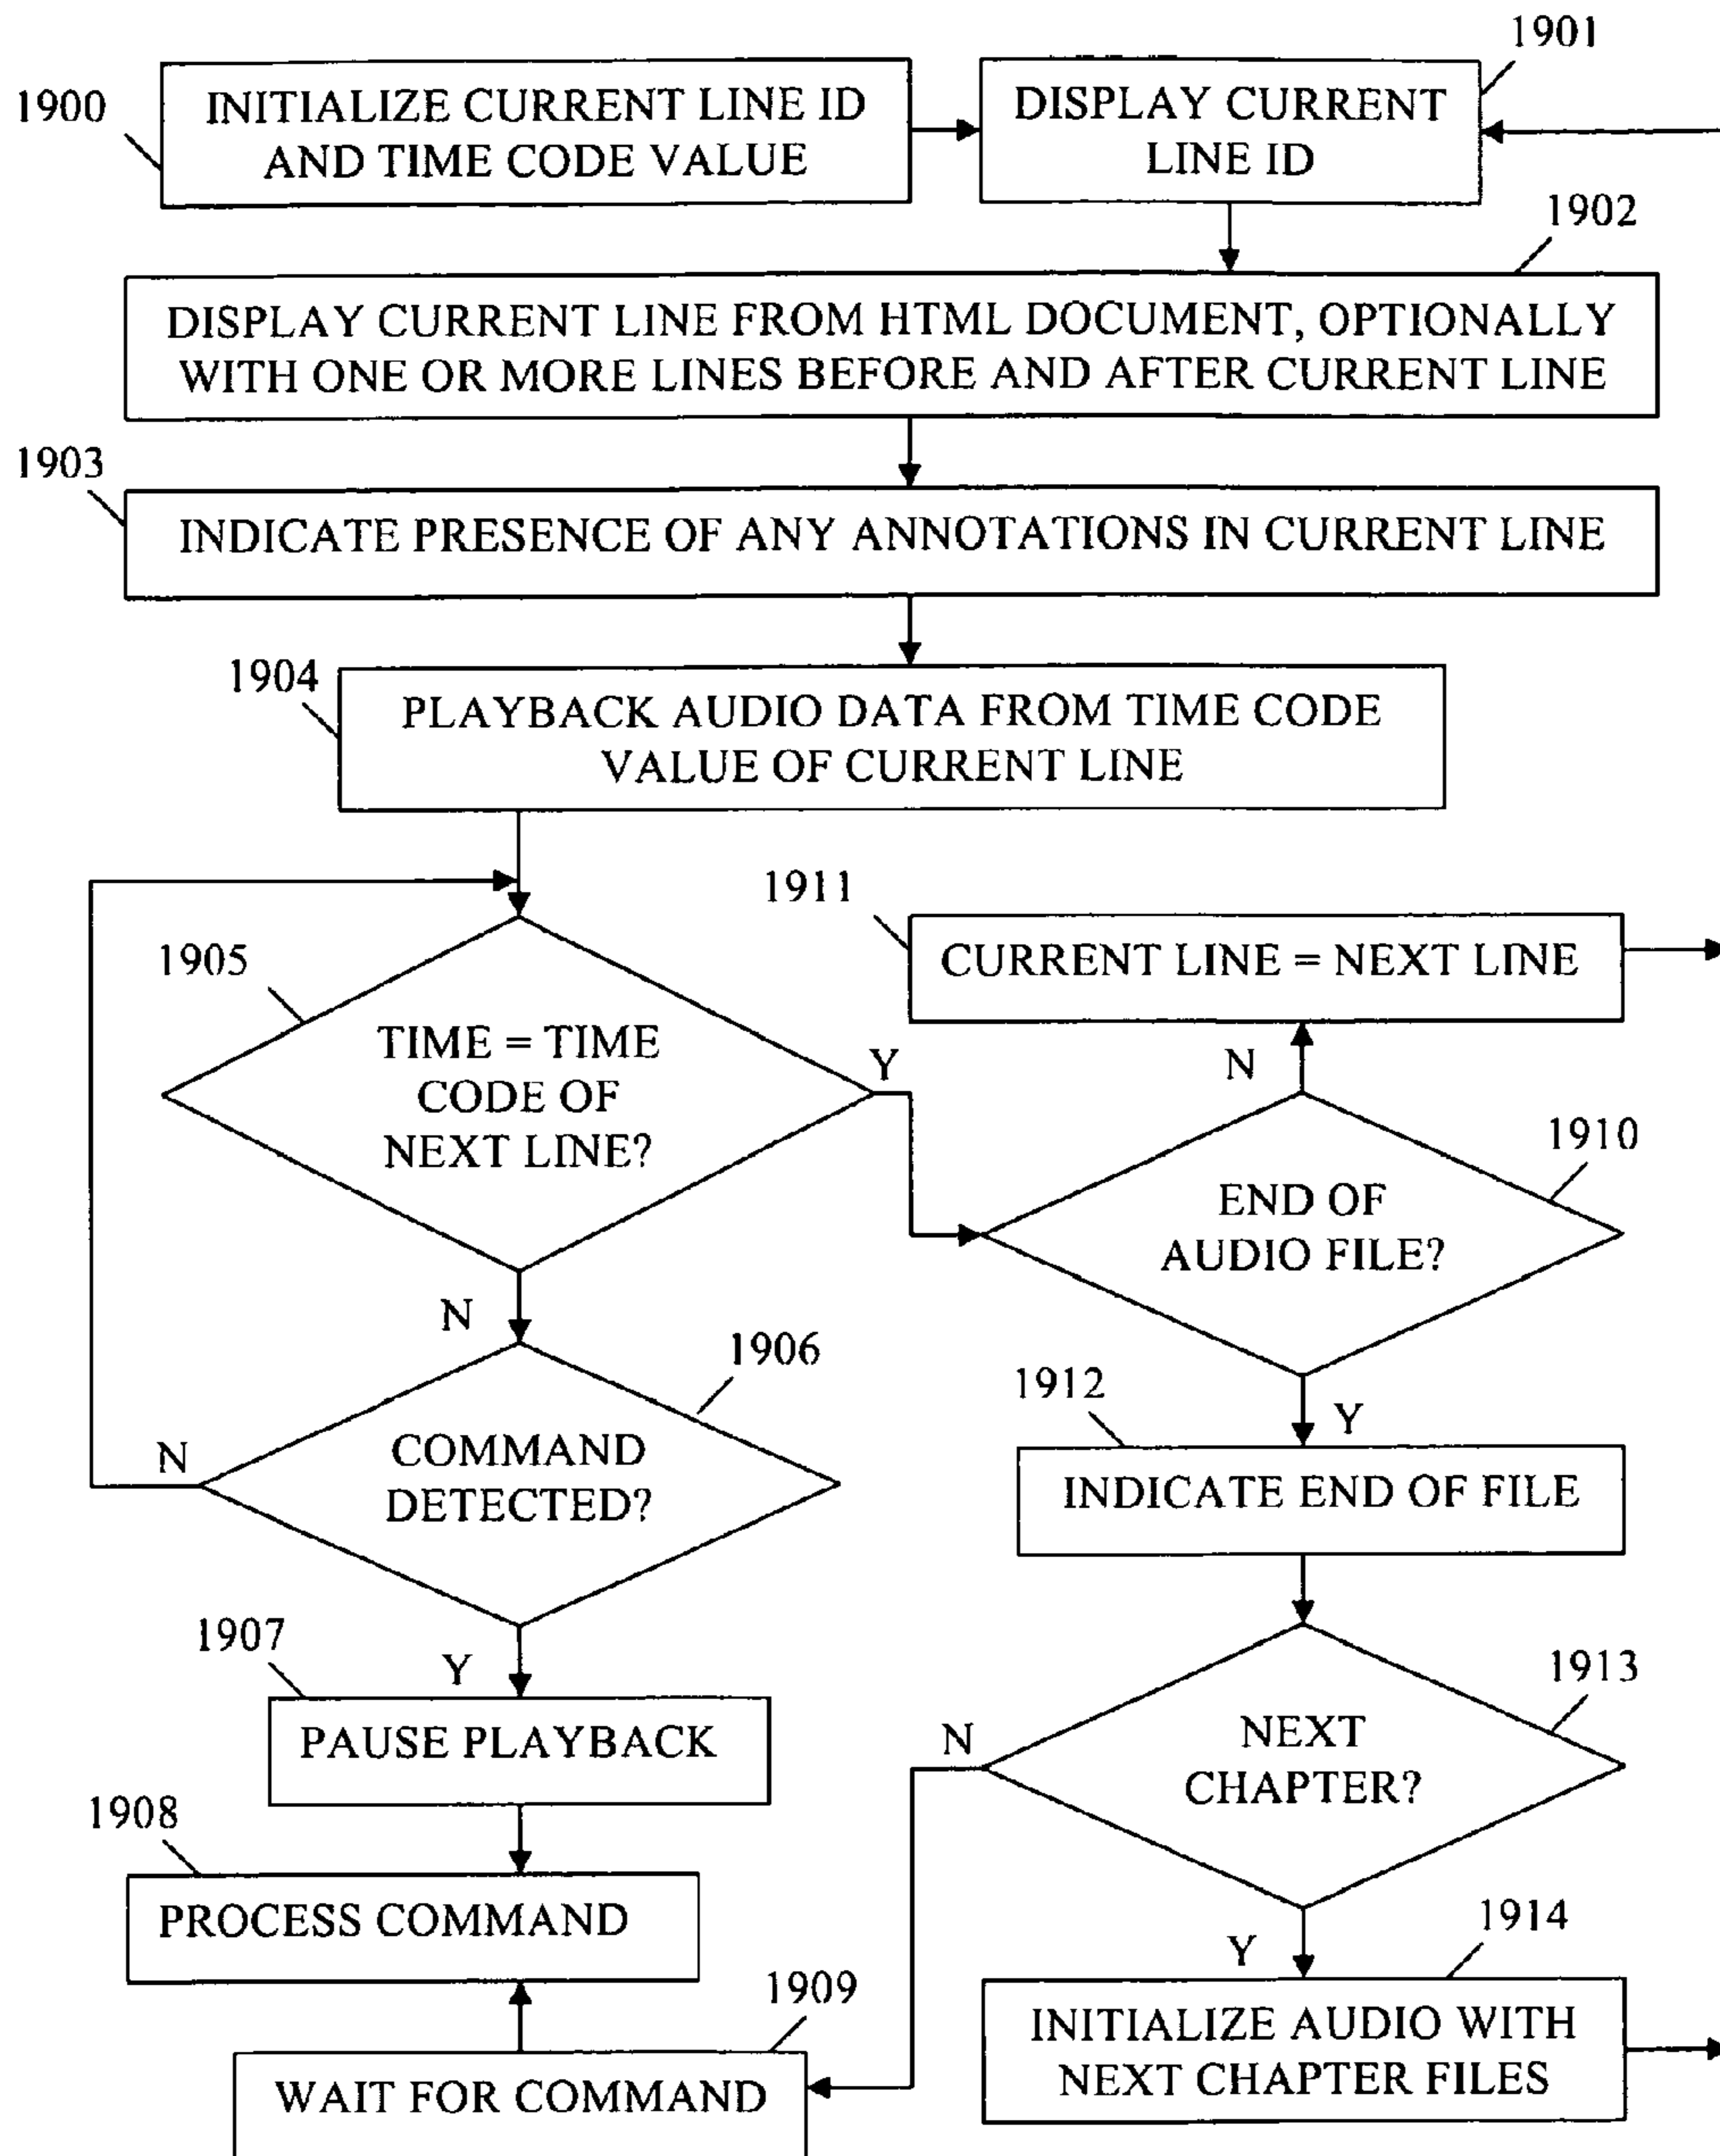 1901
1900
INITIALIZE CURRENT LINE ID
AND TIME CODE VALUE
DISPLAY CURRENT
LINE ID
1902
DISPLAY CURRENT LINE FROM HTML DOCUMENT, OPTIONALLY
WITH ONE OR MORE LINES BEFORE AND AFTER CURRENT LINE
1903
INDICATE PRESENCE OF ANY ANNOTATIONS IN CURRENT LINE
1904
PLAYBACK AUDIO DATA FROM TIME CODE
VALUE OF CURRENT LINE
1905
TIME = TIME
CODE OF
NEXT LINE?
Y
N
1911
CURRENT LINE = NEXT LINE
N
1910
END OF
AUDIO FILE?
Y
1906
COMMAND
DETECTED?
N
Y
1912
INDICATE END OF FILE
1907
PAUSE PLAYBACK
1913
NEXT
CHAPTER?
N
Y
1908
PROCESS COMMAND
1909
WAIT FOR COMMAND
1914
INITIALIZE AUDIO WITH
NEXT CHAPTER FILES